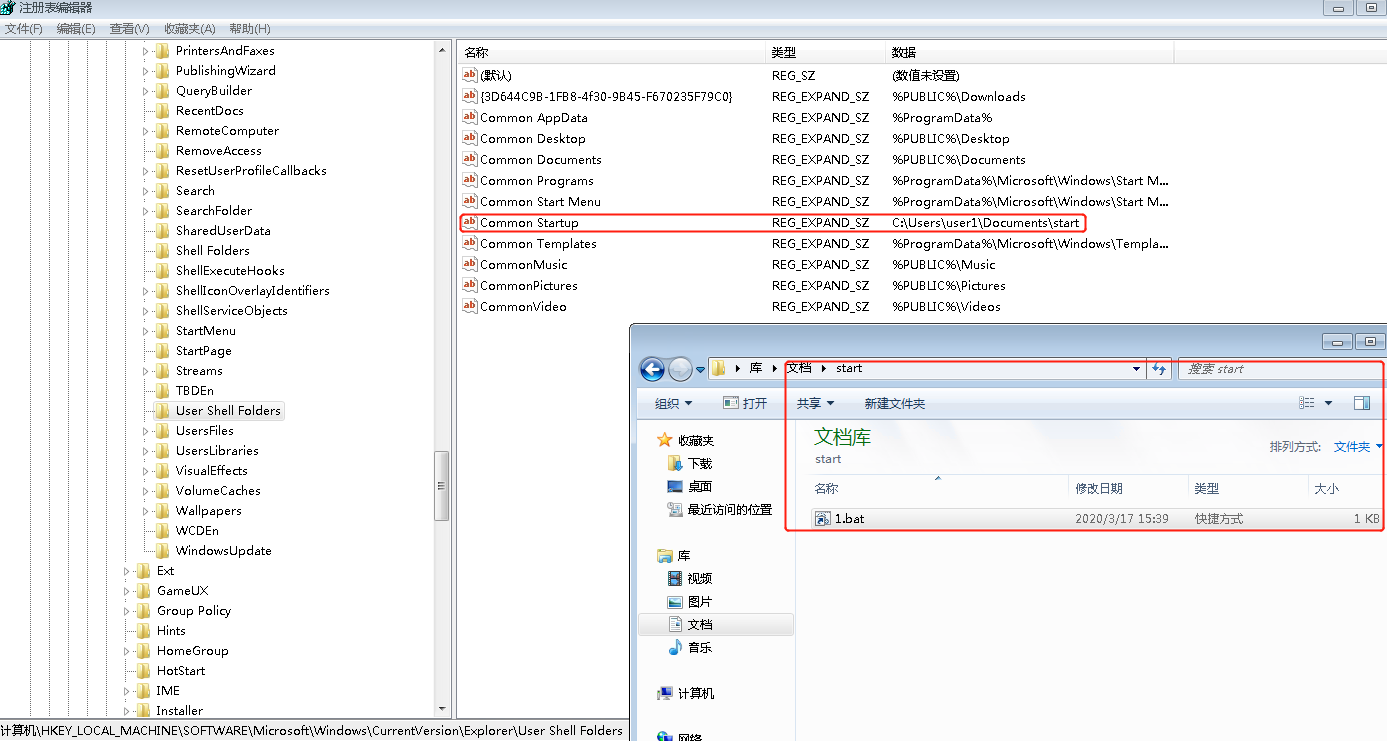 注册表编辑器
文件(F) 编辑(E) 查看(V) 收藏夹(A) 帮助(H)
PrintersAndFaxes
PublishingWizard
QueryBuilder
RecentDocs
RemoteComputer
RemoveAccess
ResetUserProfileCallbacks
Search
SearchFolder
SharedUserData
Shell Folders
ShellExecuteHooks
ShellIconOverlayIdentifiers
ShellServiceObjects
StartMenu
StartPage
Streams
TBDEn
User Shell Folders
UsersFiles
UsersLibraries
VisualEffects
VolumeCaches
Wallpapers
WCDEn
WindowsUpdate
Ext
GameUX
Group Policy
Hints
HomeGroup
HotStart
IME
Installer
名称 类型 数据
(默认) REG_SZ (数值未设置)
{3D644C9B-1FB8-4f30-9B45-F670235F79C0} REG_EXPAND_SZ %PUBLIC%\Downloads
Common AppData REG_EXPAND_SZ %ProgramData%
Common Desktop REG_EXPAND_SZ %PUBLIC%\Desktop
Common Documents REG_EXPAND_SZ %PUBLIC%\Documents
Common Programs REG_EXPAND_SZ %ProgramData%\Microsoft\Windows\Start M...
Common Start Menu REG_EXPAND_SZ %ProgramData%\Microsoft\Windows\Start M...
Common Startup REG_EXPAND_SZ C:\Users\user1\Documents\start
Common Templates REG_EXPAND_SZ %ProgramData%\Microsoft\Windows\Templa...
CommonMusic REG_EXPAND_SZ %PUBLIC%\Music
CommonPictures REG_EXPAND_SZ %PUBLIC%\Pictures
CommonVideo REG_EXPAND_SZ %PUBLIC%\Videos
库 文档 start 搜索 start
组织 打开 共享 新建文件夹
收藏夹
下载
桌面
最近访问的位置
库
视频
图片
文档
音乐
计算机
网络
文档库
start
排列方式: 文件夹
名称 修改日期 类型 大小
1.bat 2020/3/17 15:39 快捷方式 1 KB
计算机\HKEY_LOCAL_MACHINE\SOFTWARE\Microsoft\Windows\CurrentVersion\Explorer\User Shell Folders